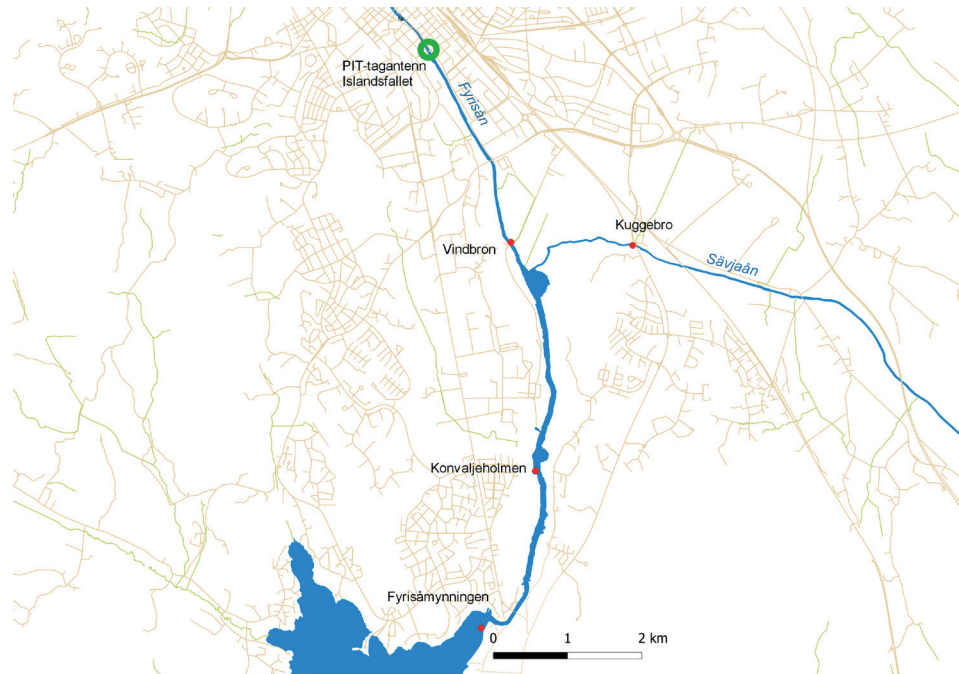 PIT-tagantenn
Islandsfallet
Fyrisån
Kuggebro
Vindbron
Sävjaån
Konvaljeholmen
Fyrisåmynningen
0 1 2 km